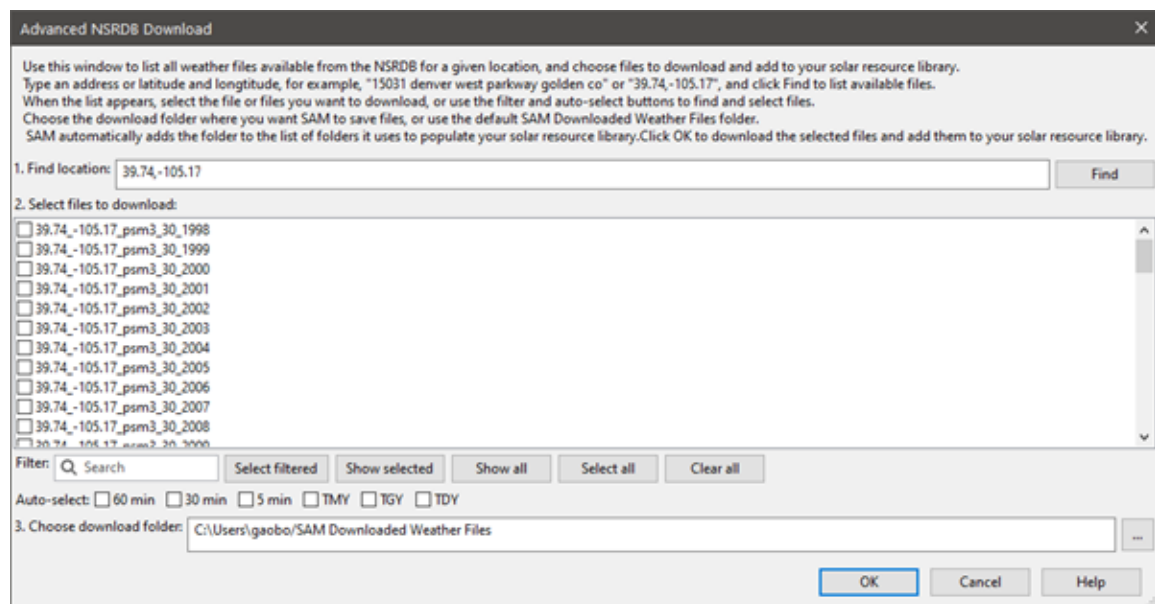 Advanced NSRDB Download
Use this window to list all weather files available from the NSRDB for a given location, and choose files to download and add to your solar resource library.
Type an address or latitude and longtitude, for example, "15031 denver west parkway golden co" or "39.74,-105.17", and click Find to list available files.
When the list appears, select the file or files you want to download, or use the filter and auto-select buttons to find and select files.
Choose the download folder where you want SAM to save files, or use the default SAM Downloaded Weather Files folder.
SAM automatically adds the folder to the list of folders it uses to populate your solar resource library.Click OK to download the selected files and add them to your solar resource library.
1. Find location: 39.74,-105.17 Find
2. Select files to download:
39.74_-105.17_psm3_30_1998
39.74_-105.17_psm3_30_1999
39.74_-105.17_psm3_30_2000
39.74_-105.17_psm3_30_2001
39.74_-105.17_psm3_30_2002
39.74_-105.17_psm3_30_2003
39.74_-105.17_psm3_30_2004
39.74_-105.17_psm3_30_2005
39.74_-105.17_psm3_30_2006
39.74_-105.17_psm3_30_2007
39.74_-105.17_psm3_30_2008
39.74_-105.17_psm3_30_2009
Filter: Search Select filtered Show selected Show all Select all Clear all
Auto-select: 60 min 30 min 5 min TMY TGY TDY
3. Choose download folder: C:\Users\gaobo/SAM Downloaded Weather Files ...
OK Cancel Help